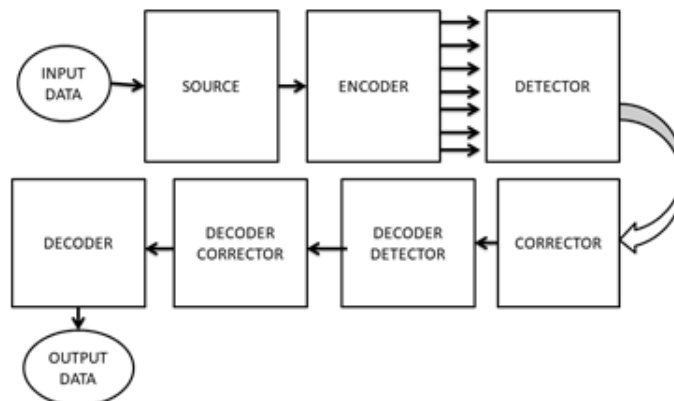 INPUT
DATA
SOURCE
ENCODER
DETECTOR
DECODER
DECODER
CORRECTOR
DECODER
DETECTOR
CORRECTOR
OUTPUT
DATA